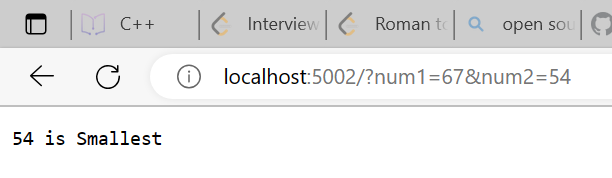 C++ Interview Roman to open sou
localhost:5002/?num1=67&num2=54
54 is Smallest